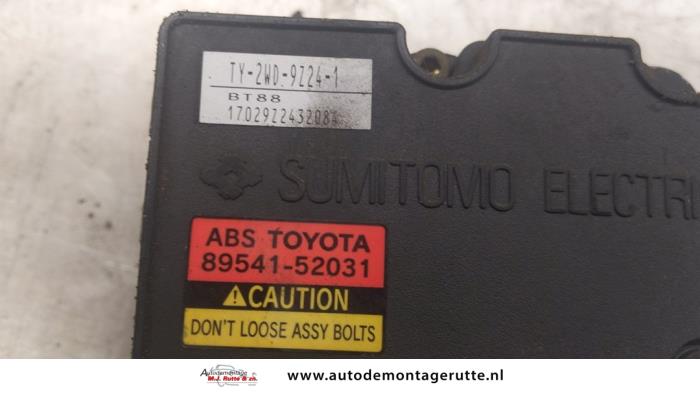 TY-2WD-9Z24-1
BT88
17029Z2432084
SUMITOMO ELECTRI
ABS TOYOTA
89541-52031
CAUTION
DON'T LOOSE ASSY BOLTS
Autodemontage
M.J. Rutte & zn.
www.autodemontagerutte.nl